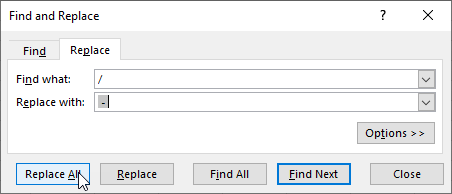 Find and Replace ?
Find Replace
Find what: /
Replace with: -
Options >>
Replace All Replace Find All Find Next Close